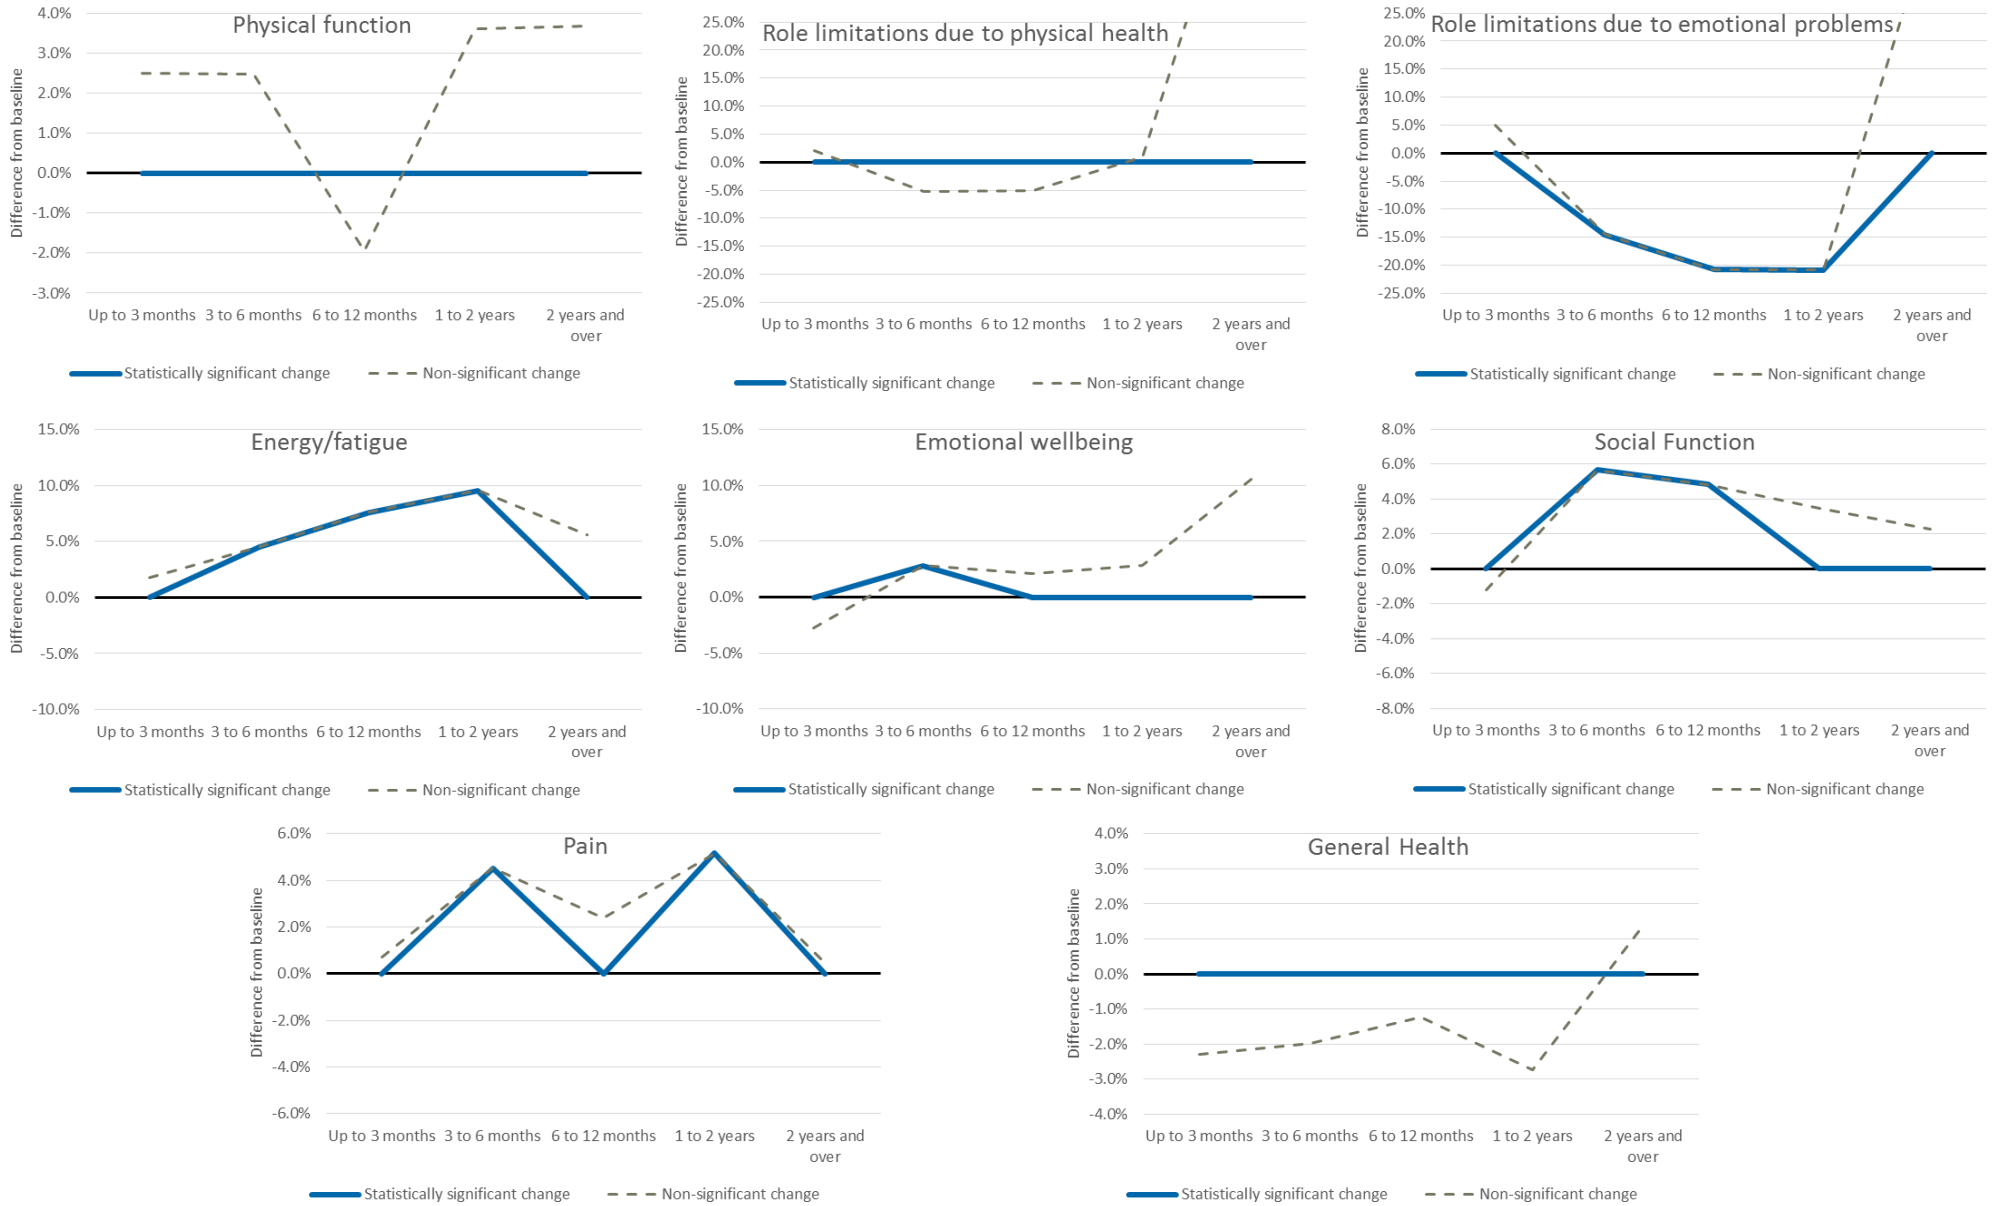 Physical function
Difference from baseline
4.0%
3.0%
2.0%
1.0%
0.0%
-1.0%
-2.0%
-3.0%
Up to 3 months 3 to 6 months 6 to 12 months 1 to 2 years 2 years and
over
Statistically significant change Non-significant change
Role limitations due to physical health
Difference from baseline
25.0%
20.0%
15.0%
10.0%
5.0%
0.0%
-5.0%
-10.0%
-15.0%
-20.0%
-25.0%
Up to 3 months 3 to 6 months 6 to 12 months 1 to 2 years 2 years and
over
Statistically significant change Non-significant change
Role limitations due to emotional problems
Difference from baseline
25.0%
20.0%
15.0%
10.0%
5.0%
0.0%
-5.0%
-10.0%
-15.0%
-20.0%
-25.0%
Up to 3 months 3 to 6 months 6 to 12 months 1 to 2 years 2 years and
over
Statistically significant change Non-significant change
Energy/fatigue
Difference from baseline
15.0%
10.0%
5.0%
0.0%
-5.0%
-10.0%
Up to 3 months 3 to 6 months 6 to 12 months 1 to 2 years 2 years and
over
Statistically significant change Non-significant change
Emotional wellbeing
Difference from baseline
15.0%
10.0%
5.0%
0.0%
-5.0%
-10.0%
Up to 3 months 3 to 6 months 6 to 12 months 1 to 2 years 2 years and
over
Statistically significant change Non-significant change
Social Function
Difference from baseline
8.0%
6.0%
4.0%
2.0%
0.0%
-2.0%
-4.0%
-6.0%
-8.0%
Up to 3 months 3 to 6 months 6 to 12 months 1 to 2 years 2 years and
over
Statistically significant change Non-significant change
Pain
Difference from baseline
6.0%
4.0%
2.0%
0.0%
-2.0%
-4.0%
-6.0%
Up to 3 months 3 to 6 months 6 to 12 months 1 to 2 years 2 years and
over
Statistically significant change Non-significant change
General Health
Difference from baseline
4.0%
3.0%
2.0%
1.0%
0.0%
-1.0%
-2.0%
-3.0%
-4.0%
Up to 3 months 3 to 6 months 6 to 12 months 1 to 2 years 2 years and
over
Statistically significant change Non-significant change